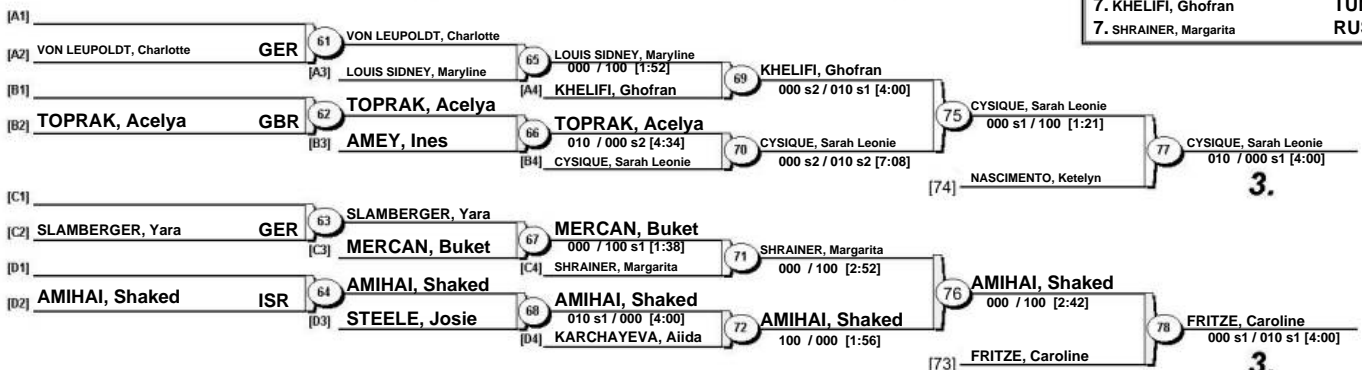 7. KHELIFI, Ghofran
7. SHRAINER, Margarita
[A1]
[A2] VON LEUPOLDT, Charlotte GER
61
VON LEUPOLDT, Charlotte
[A3] LOUIS SIDNEY, Maryline
65
LOUIS SIDNEY, Maryline
000 / 100 [1:52]
[A4] KHELIFI, Ghofran
69
KHELIFI, Ghofran
000 s2 / 010 s1 [4:00]
[B1]
[B2] TOPRAK, Acelya GBR
62
TOPRAK, Acelya
[B3] AMEY, Ines
66
TOPRAK, Acelya
010 / 000 s2 [4:34]
[B4] CYSIQUE, Sarah Leonie
70
CYSIQUE, Sarah Leonie
000 s2 / 010 s2 [7:08]
75
CYSIQUE, Sarah Leonie
000 s1 / 100 [1:21]
[74] NASCIMENTO, Ketelyn
77
CYSIQUE, Sarah Leonie
010 / 000 s1 [4:00]
3.
[C1]
[C2] SLAMBERGER, Yara GER
63
SLAMBERGER, Yara
[C3] MERCAN, Buket
67
MERCAN, Buket
000 / 100 s1 [1:38]
[C4] SHRAINER, Margarita
71
SHRAINER, Margarita
000 / 100 [2:52]
[D1]
[D2] AMIHAI, Shaked ISR
64
AMIHAI, Shaked
[D3] STEELE, Josie
68
AMIHAI, Shaked
010 s1 / 000 [4:00]
[D4] KARCHAYEVA, Aiida
72
AMIHAI, Shaked
100 / 000 [1:56]
76
AMIHAI, Shaked
000 / 100 [2:42]
[73] FRITZE, Caroline
78
FRITZE, Caroline
000 s1 / 010 s1 [4:00]
3.